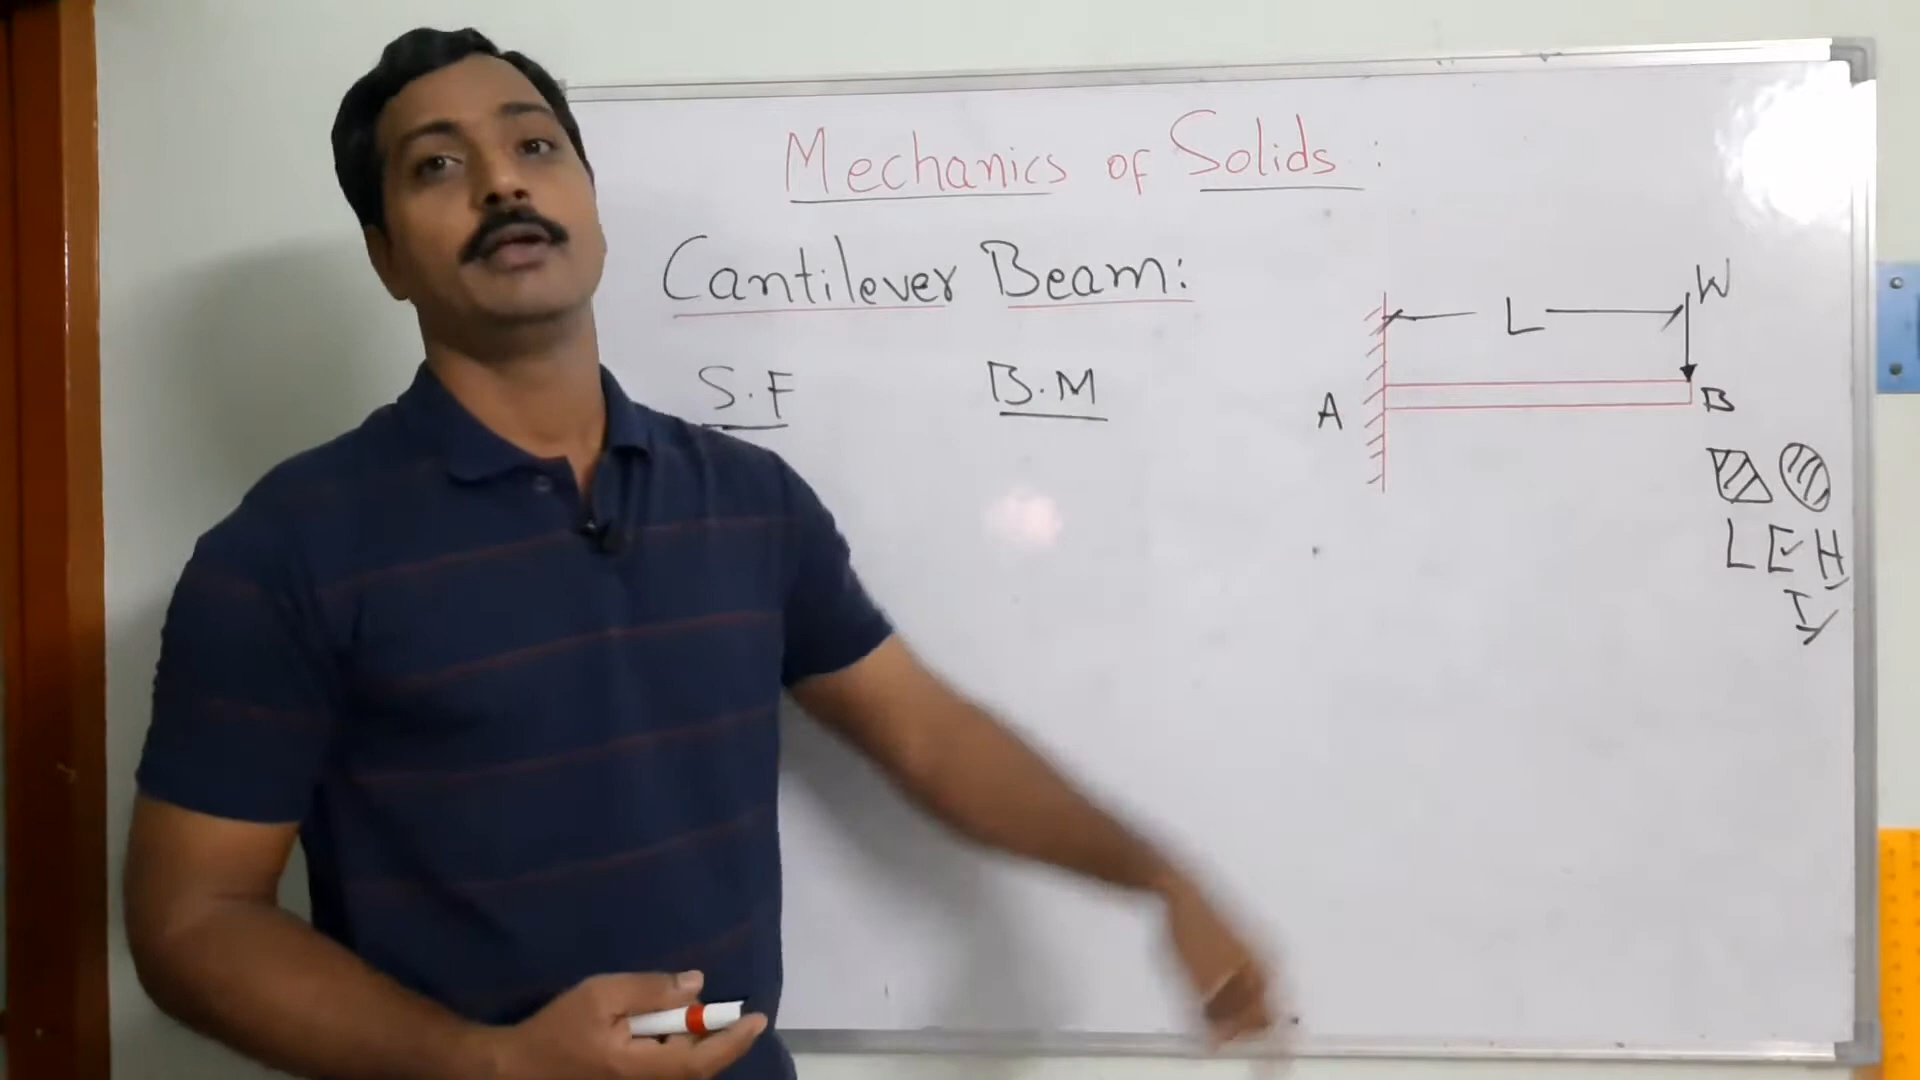 Mechanics of Solids :
Cantilever Beam:
S.F
B.M
L
W
A
B
L E H
I